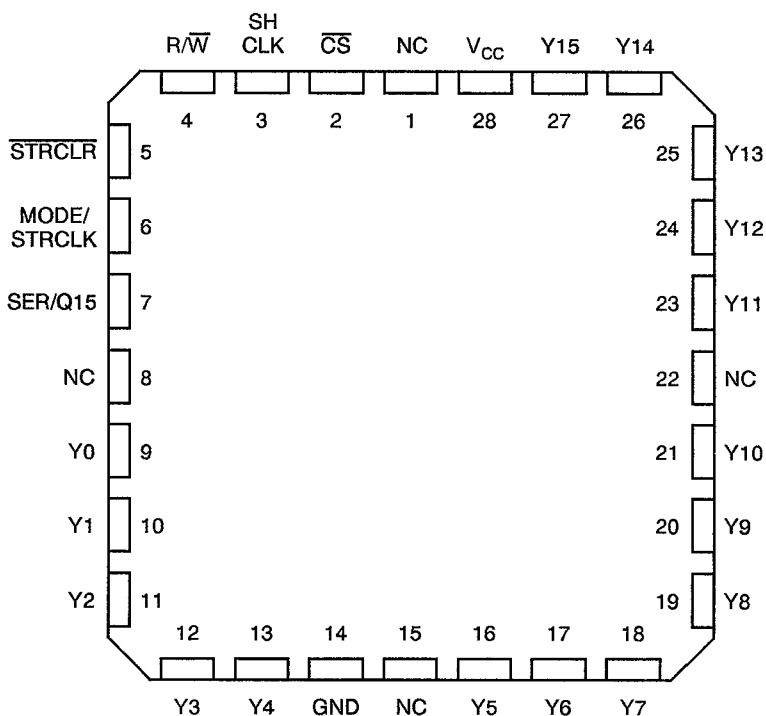 SH
R/W̅ CLK C̅S̅ NC VCC Y15 Y14
4 3 2 1 28 27 26
S̅T̅R̅C̅L̅R̅ 5 25 Y13
MODE/
STRCLK 6 24 Y12
SER/Q15 7 23 Y11
NC 8 22 NC
Y0 9 21 Y10
Y1 10 20 Y9
Y2 11 19 Y8
12 13 14 15 16 17 18
Y3 Y4 GND NC Y5 Y6 Y7